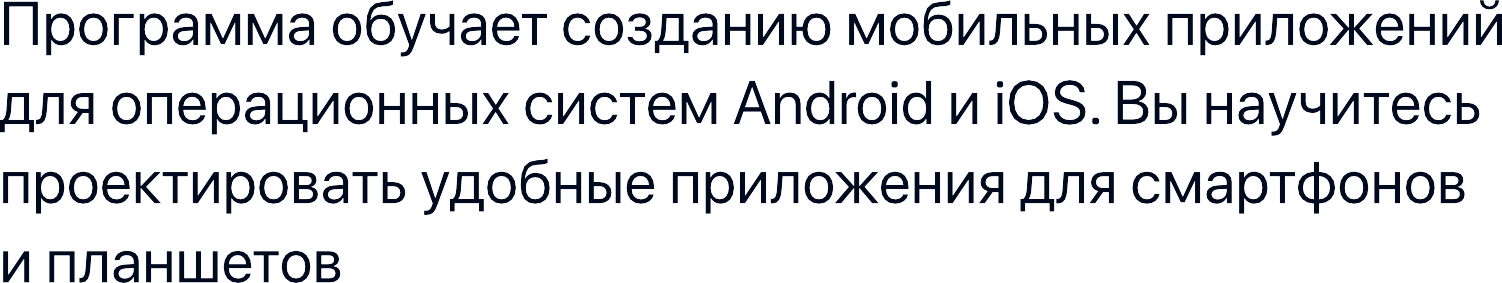 Программа обучает созданию мобильных приложений
для операционных систем Android и iOS. Вы научитесь
проектировать удобные приложения для смартфонов
и планшетов